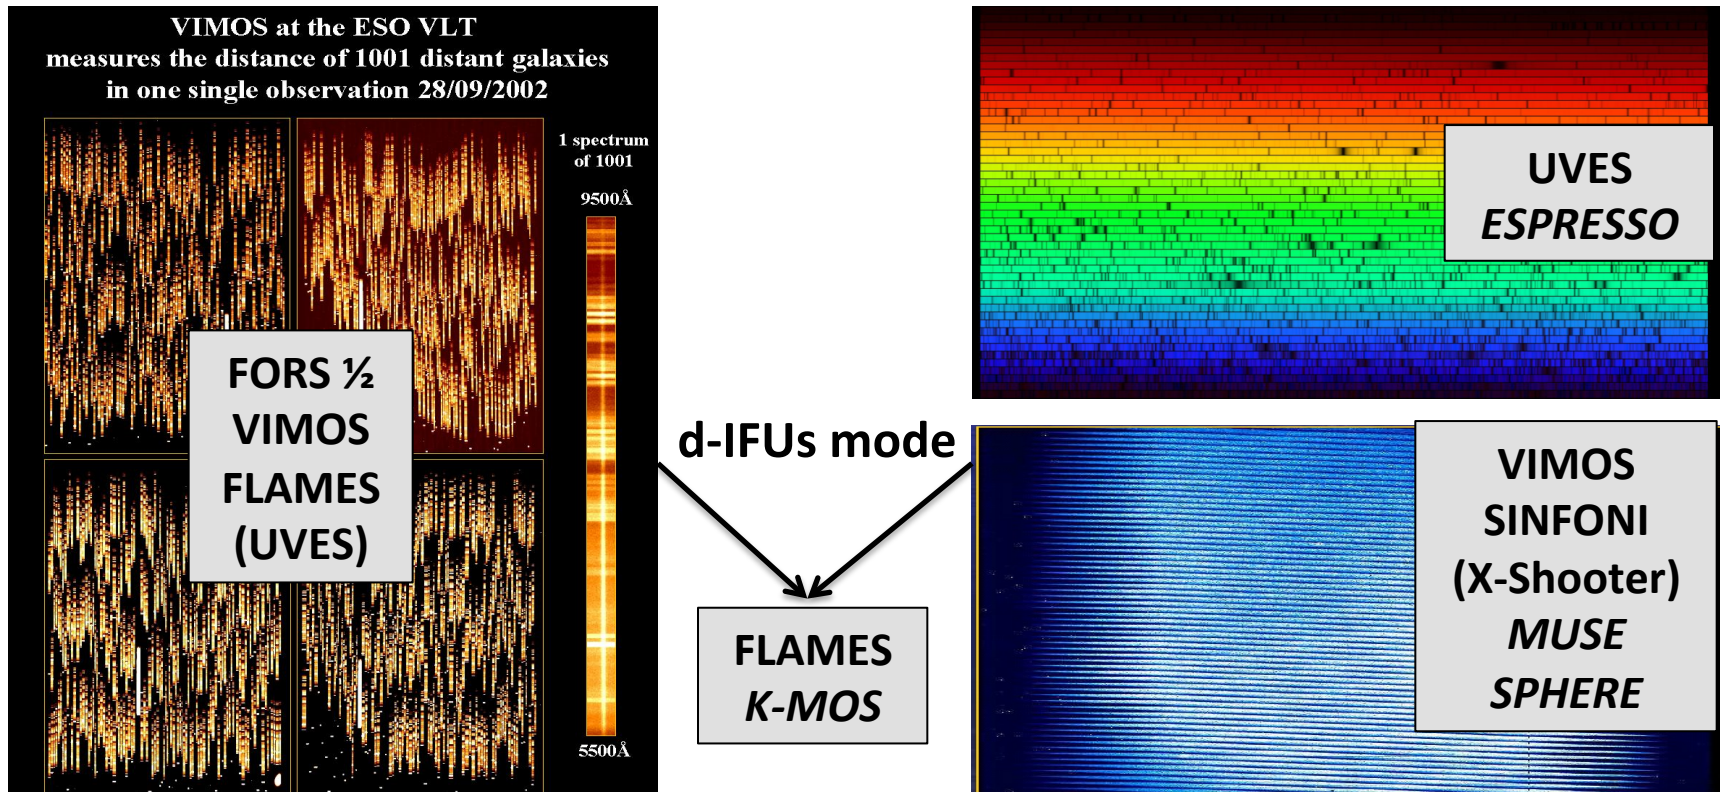 VIMOS at the ESO VLT
measures the distance of 1001 distant galaxies
in one single observation 28/09/2002
1 spectrum
of 1001
9500Å
5500Å
FORS ½
VIMOS
FLAMES
(UVES)
d-IFUs mode
FLAMES
K-MOS
UVES
ESPRESSO
VIMOS
SINFONI
(X-Shooter)
MUSE
SPHERE